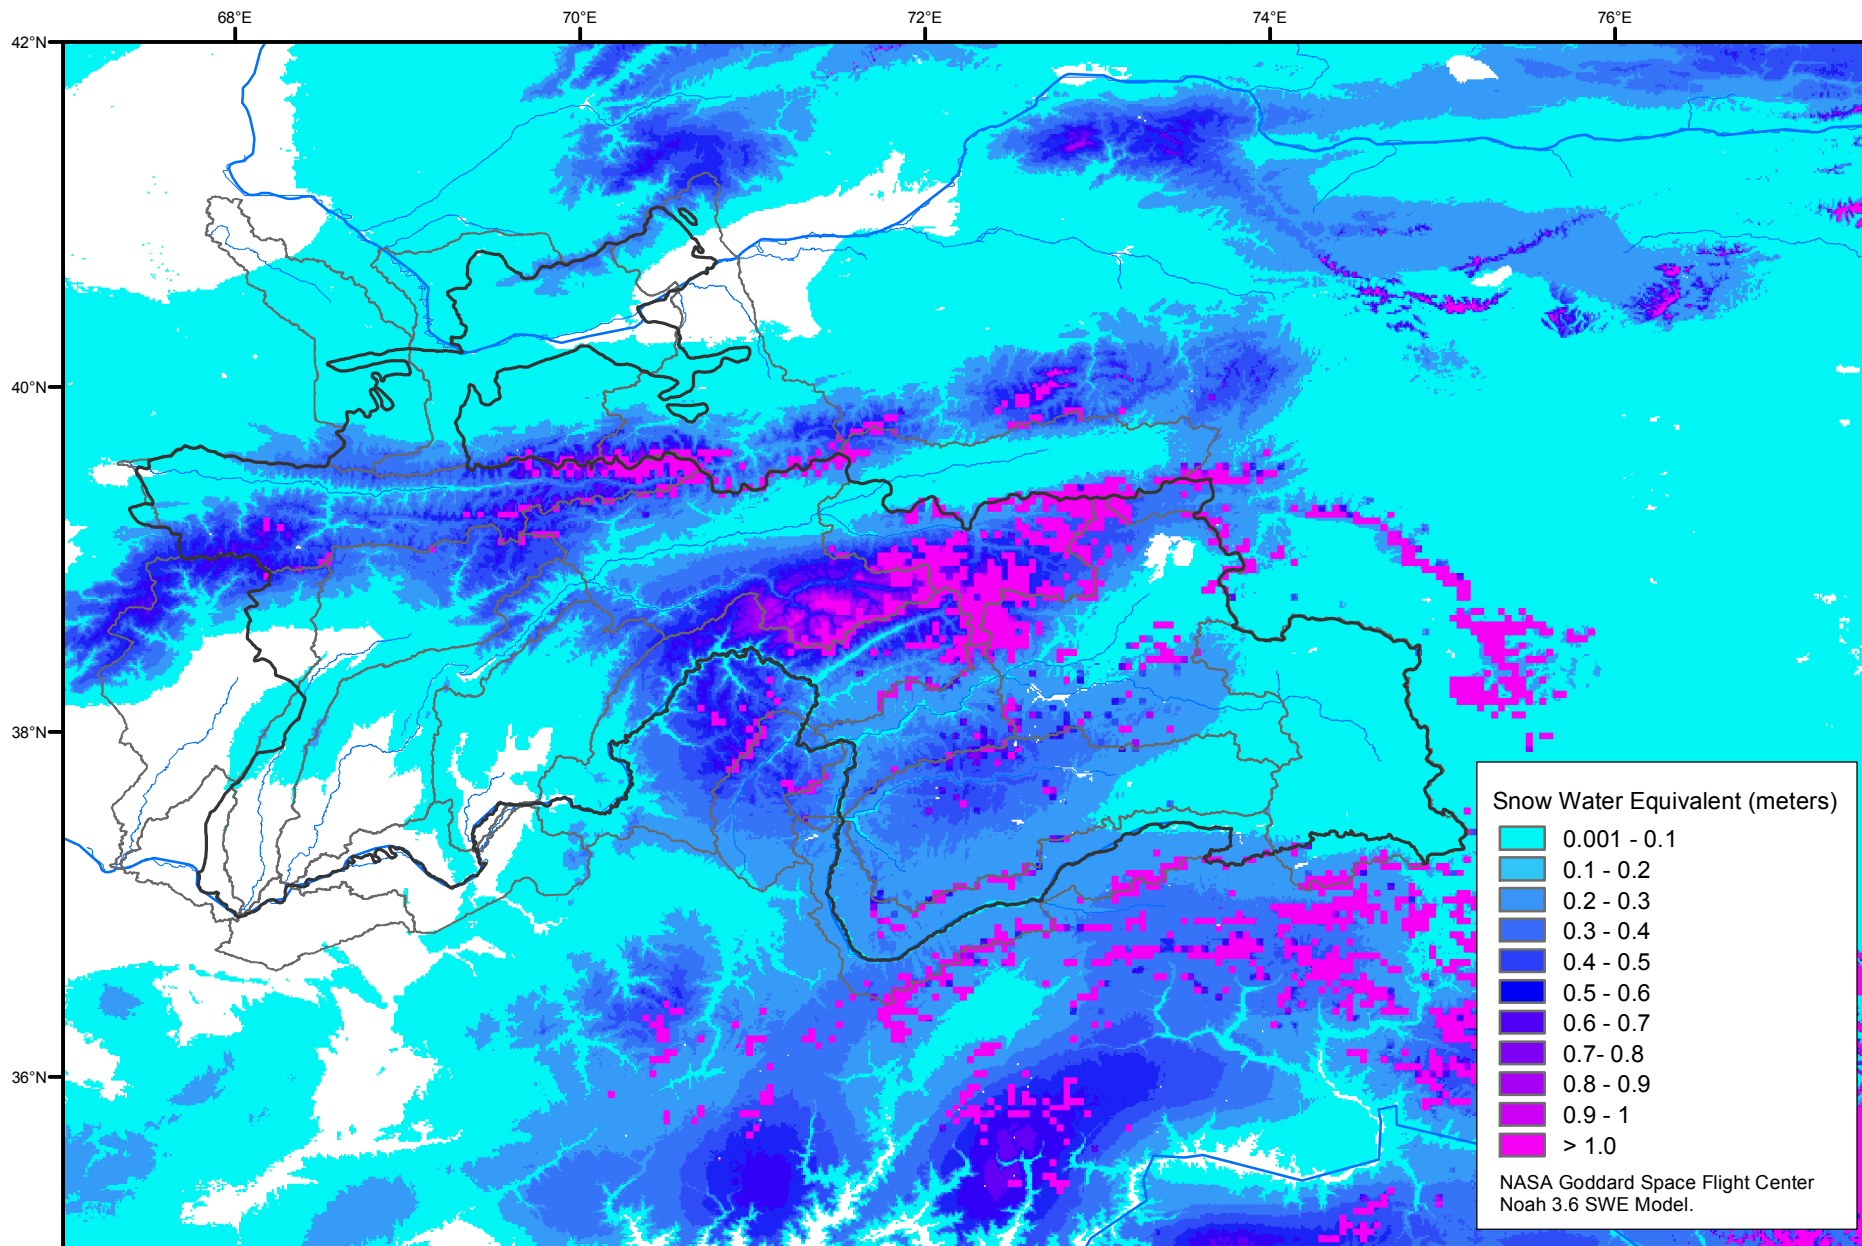 68°E
70°E
72°E
74°E
76°E
42°N
40°N
38°N
36°N
Snow Water Equivalent (meters)
0.001 - 0.1
0.1 - 0.2
0.2 - 0.3
0.3 - 0.4
0.4 - 0.5
0.5 - 0.6
0.6 - 0.7
0.7- 0.8
0.8 - 0.9
0.9 - 1
> 1.0
NASA Goddard Space Flight Center
Noah 3.6 SWE Model.